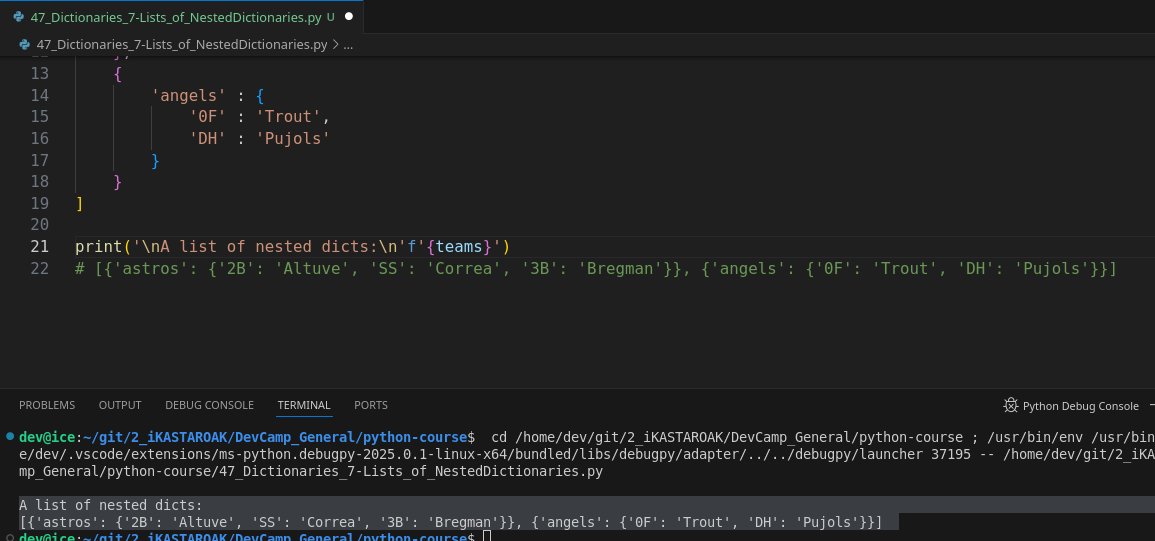 47_Dictionaries_7-Lists_of_NestedDictionaries.py U
47_Dictionaries_7-Lists_of_NestedDictionaries.py > ...
13 {
14 'angels' : {
15 '0F' : 'Trout',
16 'DH' : 'Pujols'
17 }
18 }
19 ]
20
21 print('\nA list of nested dicts:\n'f'{teams}')
22 # [{'astros': {'2B': 'Altuve', 'SS': 'Correa', '3B': 'Bregman'}}, {'angels': {'0F': 'Trout', 'DH': 'Pujols'}}]
PROBLEMS OUTPUT DEBUG CONSOLE TERMINAL PORTS Python Debug Console
dev@ice:~/git/2_iKASTAROAK/DevCamp_General/python-course$ cd /home/dev/git/2_iKASTAROAK/DevCamp_General/python-course ; /usr/bin/env /usr/bin
e/dev/.vscode/extensions/ms-python.debugpy-2025.0.1-linux-x64/bundled/libs/debugpy/adapter/../../debugpy/launcher 37195 -- /home/dev/git/2_iKA
mp_General/python-course/47_Dictionaries_7-Lists_of_NestedDictionaries.py
A list of nested dicts:
[{'astros': {'2B': 'Altuve', 'SS': 'Correa', '3B': 'Bregman'}}, {'angels': {'0F': 'Trout', 'DH': 'Pujols'}}]
dev@ice:~/git/2_iKASTAROAK/DevCamp_General/python-course$